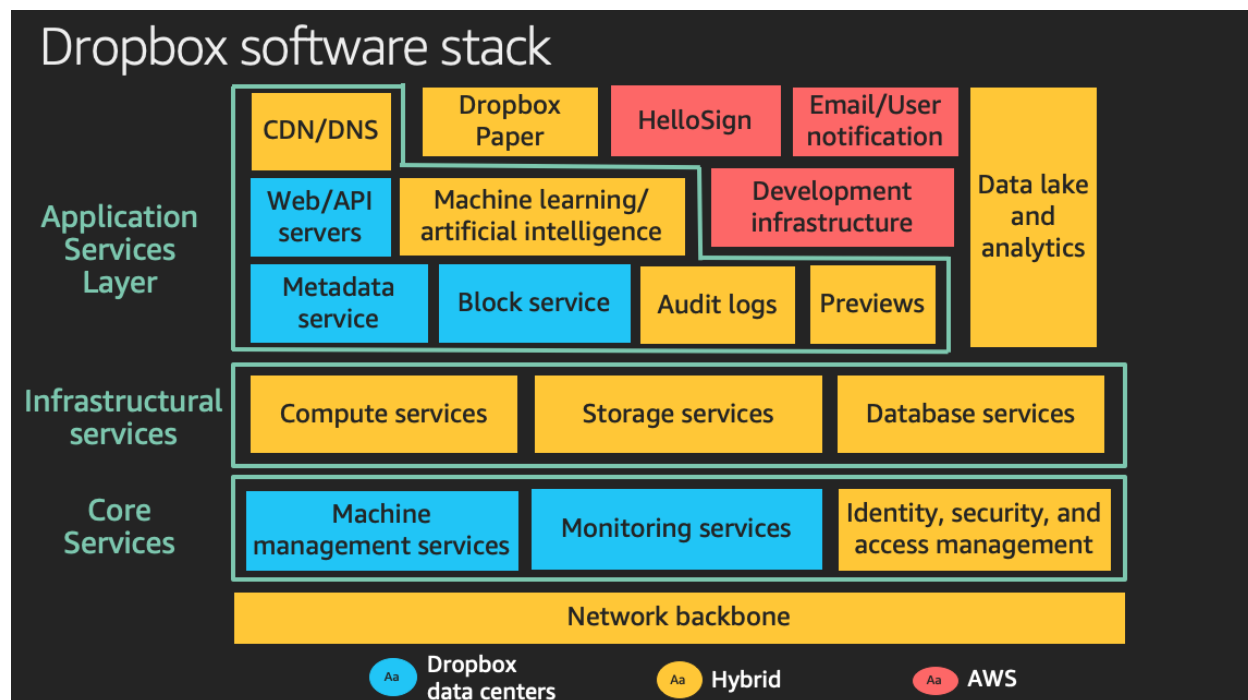 Dropbox software stack
Application
Services
Layer
CDN/DNS
Dropbox
Paper
HelloSign
Email/User
notification
Data lake
and
analytics
Web/API
servers
Machine learning/
artificial intelligence
Development
infrastructure
Metadata
service
Block service
Audit logs
Previews
Infrastructural
services
Compute services
Storage services
Database services
Core
Services
Machine
management services
Monitoring services
Identity, security, and
access management
Network backbone
Aa
Dropbox
data centers
Aa
Hybrid
Aa
AWS